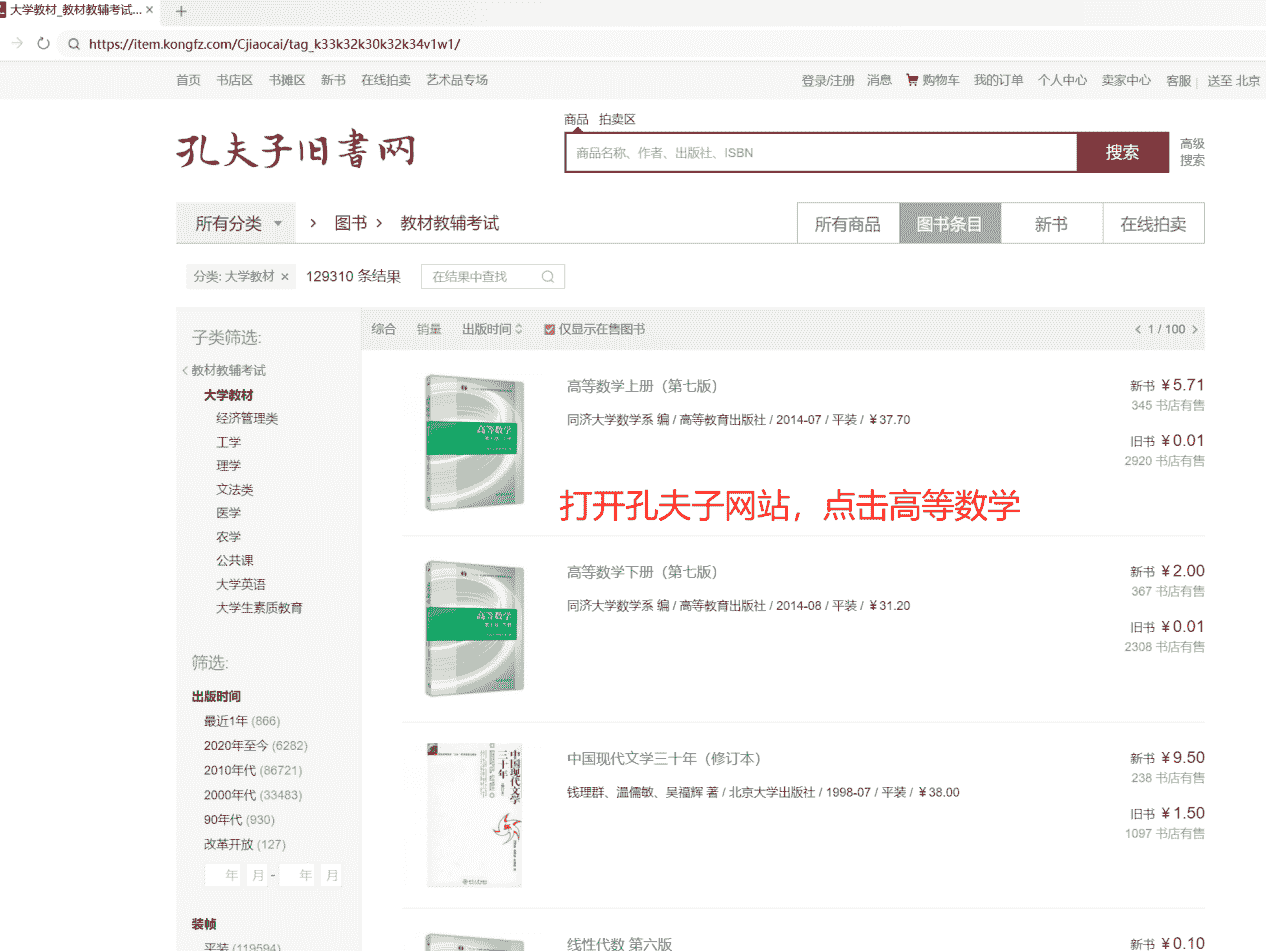 大学教材_教材教辅考试...
https://item.kongfz.com/Cjiaocai/tag_k33k32k30k32k34v1w1/
首页 书店区 书摊区 新书 在线拍卖 艺术品专场 登录/注册 消息 购物车 我的订单 个人中心 卖家中心 客服 | 送至 北京
商品 拍卖区
孔夫子旧書网
商品名称、作者、出版社、ISBN 搜索 高级
搜索
所有分类 > 图书 > 教材教辅考试 所有商品 图书条目 新书 在线拍卖
分类: 大学教材 × 129310 条结果 在结果中查找
子类筛选:
综合 销量 出版时间 仅显示在售图书 < 1 / 100 >
< 教材教辅考试
大学教材
经济管理类
工学
理学
文法类
医学
农学
公共课
大学英语
大学生素质教育
筛选:
出版时间
最近1年 (866)
2020年至今 (6282)
2010年代 (86721)
2000年代 (33483)
90年代 (930)
改革开放 (127)
年 月 - 年 月
装帧
平装 (119594)
高等数学
高等数学上册（第七版）
同济大学数学系 编 / 高等教育出版社 / 2014-07 / 平装 / ￥37.70
新书 ￥5.71
345 书店有售
旧书 ￥0.01
2920 书店有售
打开孔夫子网站，点击高等数学
高等数学
高等数学下册（第七版）
同济大学数学系 编 / 高等教育出版社 / 2014-08 / 平装 / ￥31.20
新书 ￥2.00
367 书店有售
旧书 ￥0.01
2308 书店有售
中国现代文学
三十年
中国现代文学三十年（修订本）
钱理群、温儒敏、吴福辉 著 / 北京大学出版社 / 1998-07 / 平装 / ￥38.00
新书 ￥9.50
238 书店有售
旧书 ￥1.50
1097 书店有售
线性代数 第六版
新书 ￥0.10